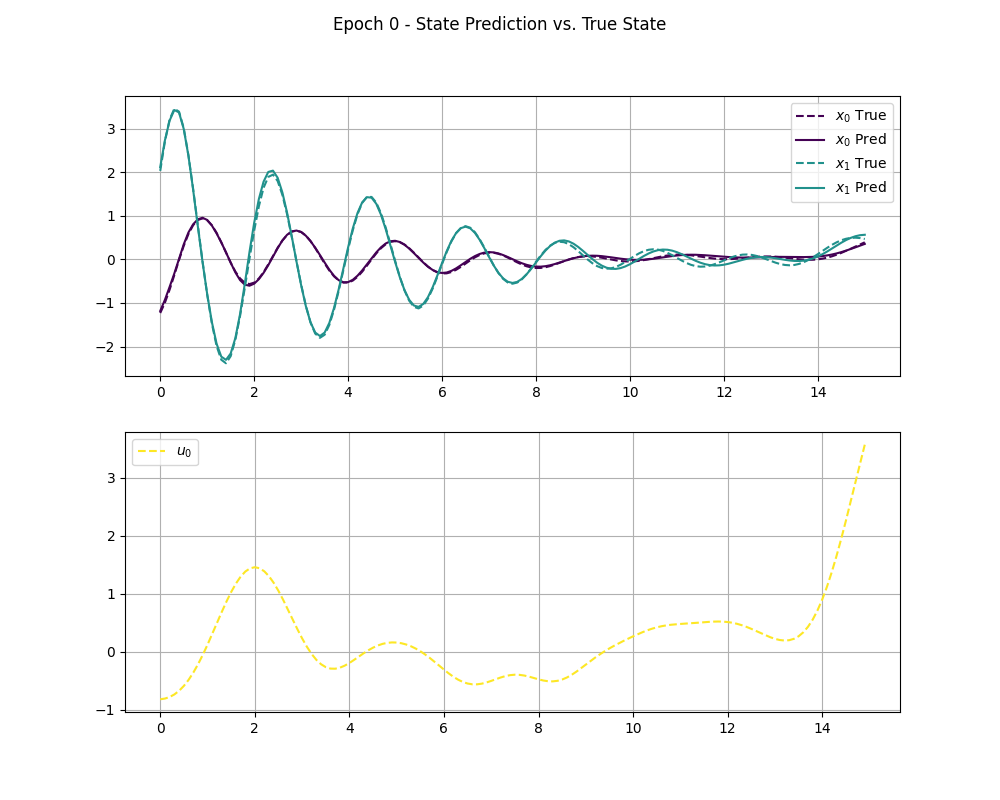 Epoch 0 - State Prediction vs. True State
3
2
1
0
−1
−2
x₀ True
x₀ Pred
x₁ True
x₁ Pred
0 2 4 6 8 10 12 14
3
2
1
0
−1
u₀
0 2 4 6 8 10 12 14